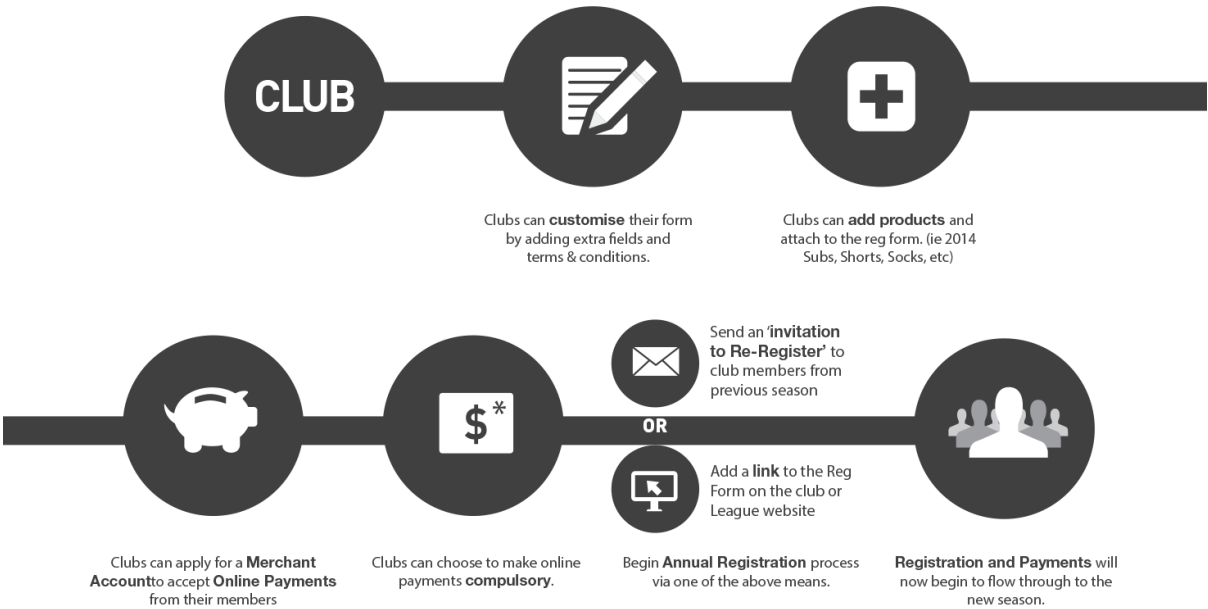 CLUB
Clubs can customise their form
by adding extra fields and
terms & conditions.
Clubs can add products and
attach to the reg form. (ie 2014
Subs, Shorts, Socks, etc)
$*
Send an ‘invitation
to Re-Register’ to
club members from
previous season
OR
Add a link to the Reg
Form on the club or
League website
Clubs can apply for a Merchant
Accountto accept Online Payments
from their members
Clubs can choose to make online
payments compulsory.
Begin Annual Registration process
via one of the above means.
Registration and Payments will
now begin to flow through to the
new season.